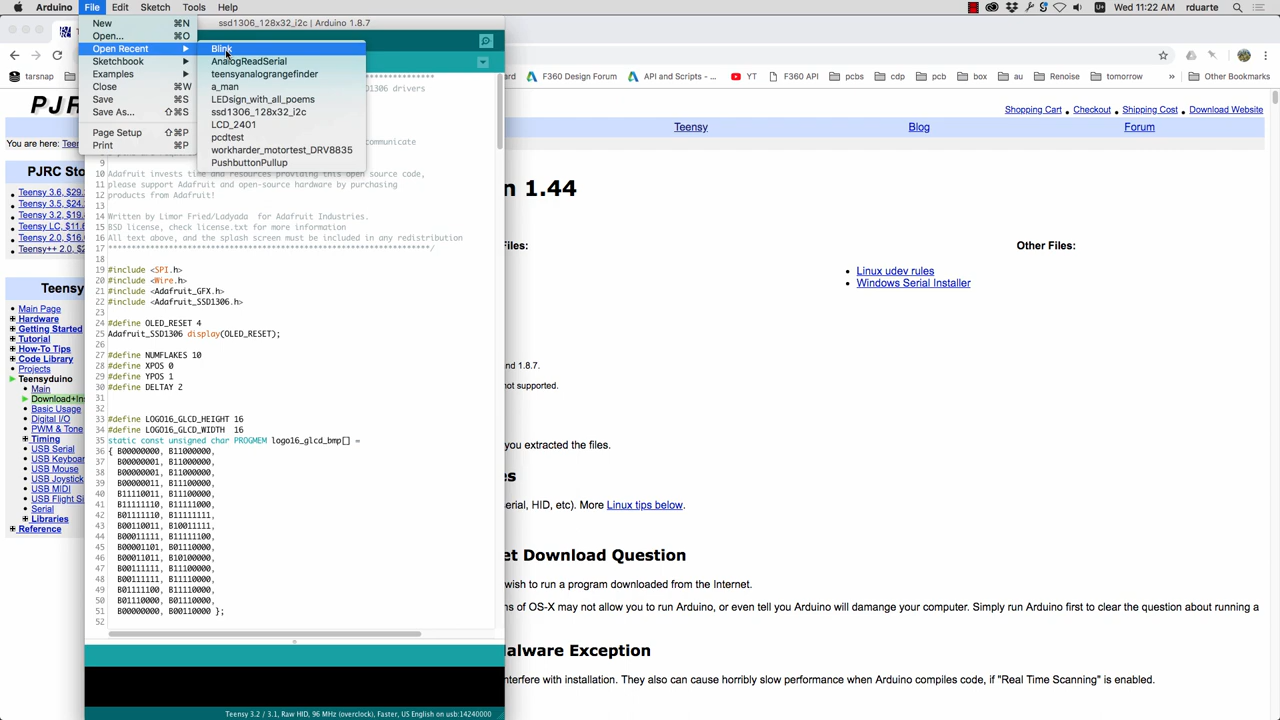 Arduino File Edit Sketch Tools Help
Wed 11:22 AM rduarte
ssd1306_128x32_i2c | Arduino 1.8.7
tarsnap
Autodesk
F360 Design
F360 Forum
YT
F360 API
pcbs
cdp
cnc
Renoise
Other Bookmarks
New ⌘N
Open... ⌘O
Open Recent
Sketchbook
Examples
Close ⌘W
Save ⌘S
Save As... ⇧⌘S
Page Setup ⇧⌘P
Print ⌘P
Blink
AnalogReadSerial
teensyanalograngefinder
a_man
LEDsign_with_all_poems
ssd1306_128x32_i2c
LCD_2401
pcdtest
workharder_motortest_DRV8835
PushbuttonPullup
9
10 Adafruit invests time and resources providing this open source code,
11 please support Adafruit and open-source hardware by purchasing
12 products from Adafruit!
13
14 Written by Limor Fried/Ladyada  for Adafruit Industries.
15 BSD license, check license.txt for more information
16 All text above, and the splash screen must be included in any redistribution
17 *********************************************************************/
18
19 #include <SPI.h>
20 #include <Wire.h>
21 #include <Adafruit_GFX.h>
22 #include <Adafruit_SSD1306.h>
23
24 #define OLED_RESET 4
25 Adafruit_SSD1306 display(OLED_RESET);
26
27 #define NUMFLAKES 10
28 #define XPOS 0
29 #define YPOS 1
30 #define DELTAY 2
31
32
33 #define LOGO16_GLCD_HEIGHT 16
34 #define LOGO16_GLCD_WIDTH  16
35 static const unsigned char PROGMEM logo16_glcd_bmp[] =
36 { B00000000, B11000000,
37 B00000001, B11000000,
38 B00000001, B11000000,
39 B00000011, B11100000,
40 B11110011, B11100000,
41 B11111110, B11111000,
42 B01111110, B11111111,
43 B00110011, B10011111,
44 B00011111, B11111100,
45 B00001101, B01110000,
46 B00011011, B10100000,
47 B00111111, B11100000,
48 B00111111, B11110000,
49 B01111100, B11110000,
50 B01110000, B01110000,
51 B00000000, B00110000 };
52
Teensy 3.2 / 3.1, Raw HID, 96 MHz (overclock), Faster, US English on usb:14240000
PJRC
Shopping Cart Checkout Shipping Cost Download Website
Teensy Blog Forum
You are here: Teen
PJRC Stor
Teensy 3.6, $29.
Teensy 3.5, $24.
Teensy 3.2, $19.
Teensy LC, $11.6
Teensy 2.0, $16.
Teensy++ 2.0, $2
Teensy
Main Page
Hardware
Getting Started
Tutorial
How-To Tips
Code Library
Projects
Teensyduino
Main
Download+Ins
Basic Usage
Digital I/O
PWM & Tone
Timing
USB Serial
USB Keyboar
USB Mouse
USB Joystick
USB MIDI
USB Flight Si
Serial
Libraries
Reference
n 1.44
Files:
Other Files:
Linux udev rules
Windows Serial Installer
nd 1.8.7.
not supported.
you extracted the files.
s
erial, HID, etc). More Linux tips below.
et Download Question
wish to run a program downloaded from the Internet.
ns of OS-X may not allow you to run Arduino, or even tell you Arduino will damage your computer. Simply run Arduino first to clear the question about running a
alware Exception
nterfere with installation. They also can cause horribly slow performance when Arduino compiles code, if "Real Time Scanning" is enabled.